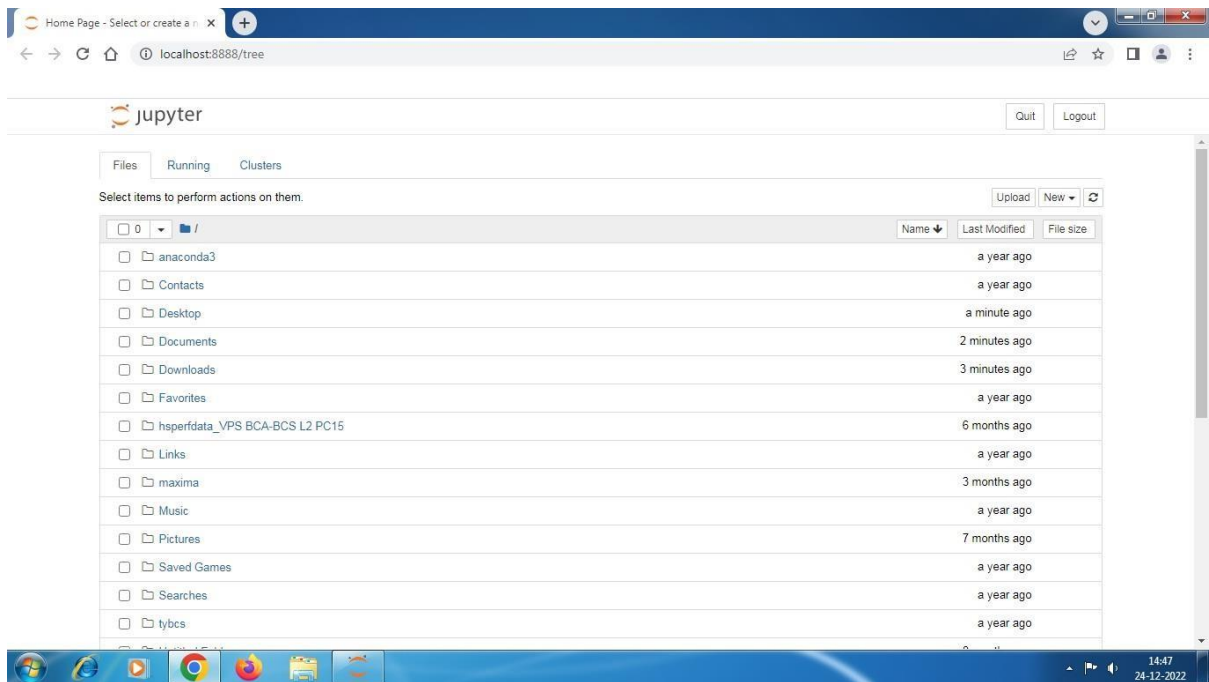 Home Page - Select or create a n
localhost:8888/tree
jupyter
Quit Logout
Files Running Clusters
Select items to perform actions on them.
Upload New
0 / Name Last Modified File size
anaconda3 a year ago
Contacts a year ago
Desktop a minute ago
Documents 2 minutes ago
Downloads 3 minutes ago
Favorites a year ago
hsperfdata_VPS BCA-BCS L2 PC15 6 months ago
Links a year ago
maxima 3 months ago
Music a year ago
Pictures 7 months ago
Saved Games a year ago
Searches a year ago
tybcs a year ago
14:47
24-12-2022